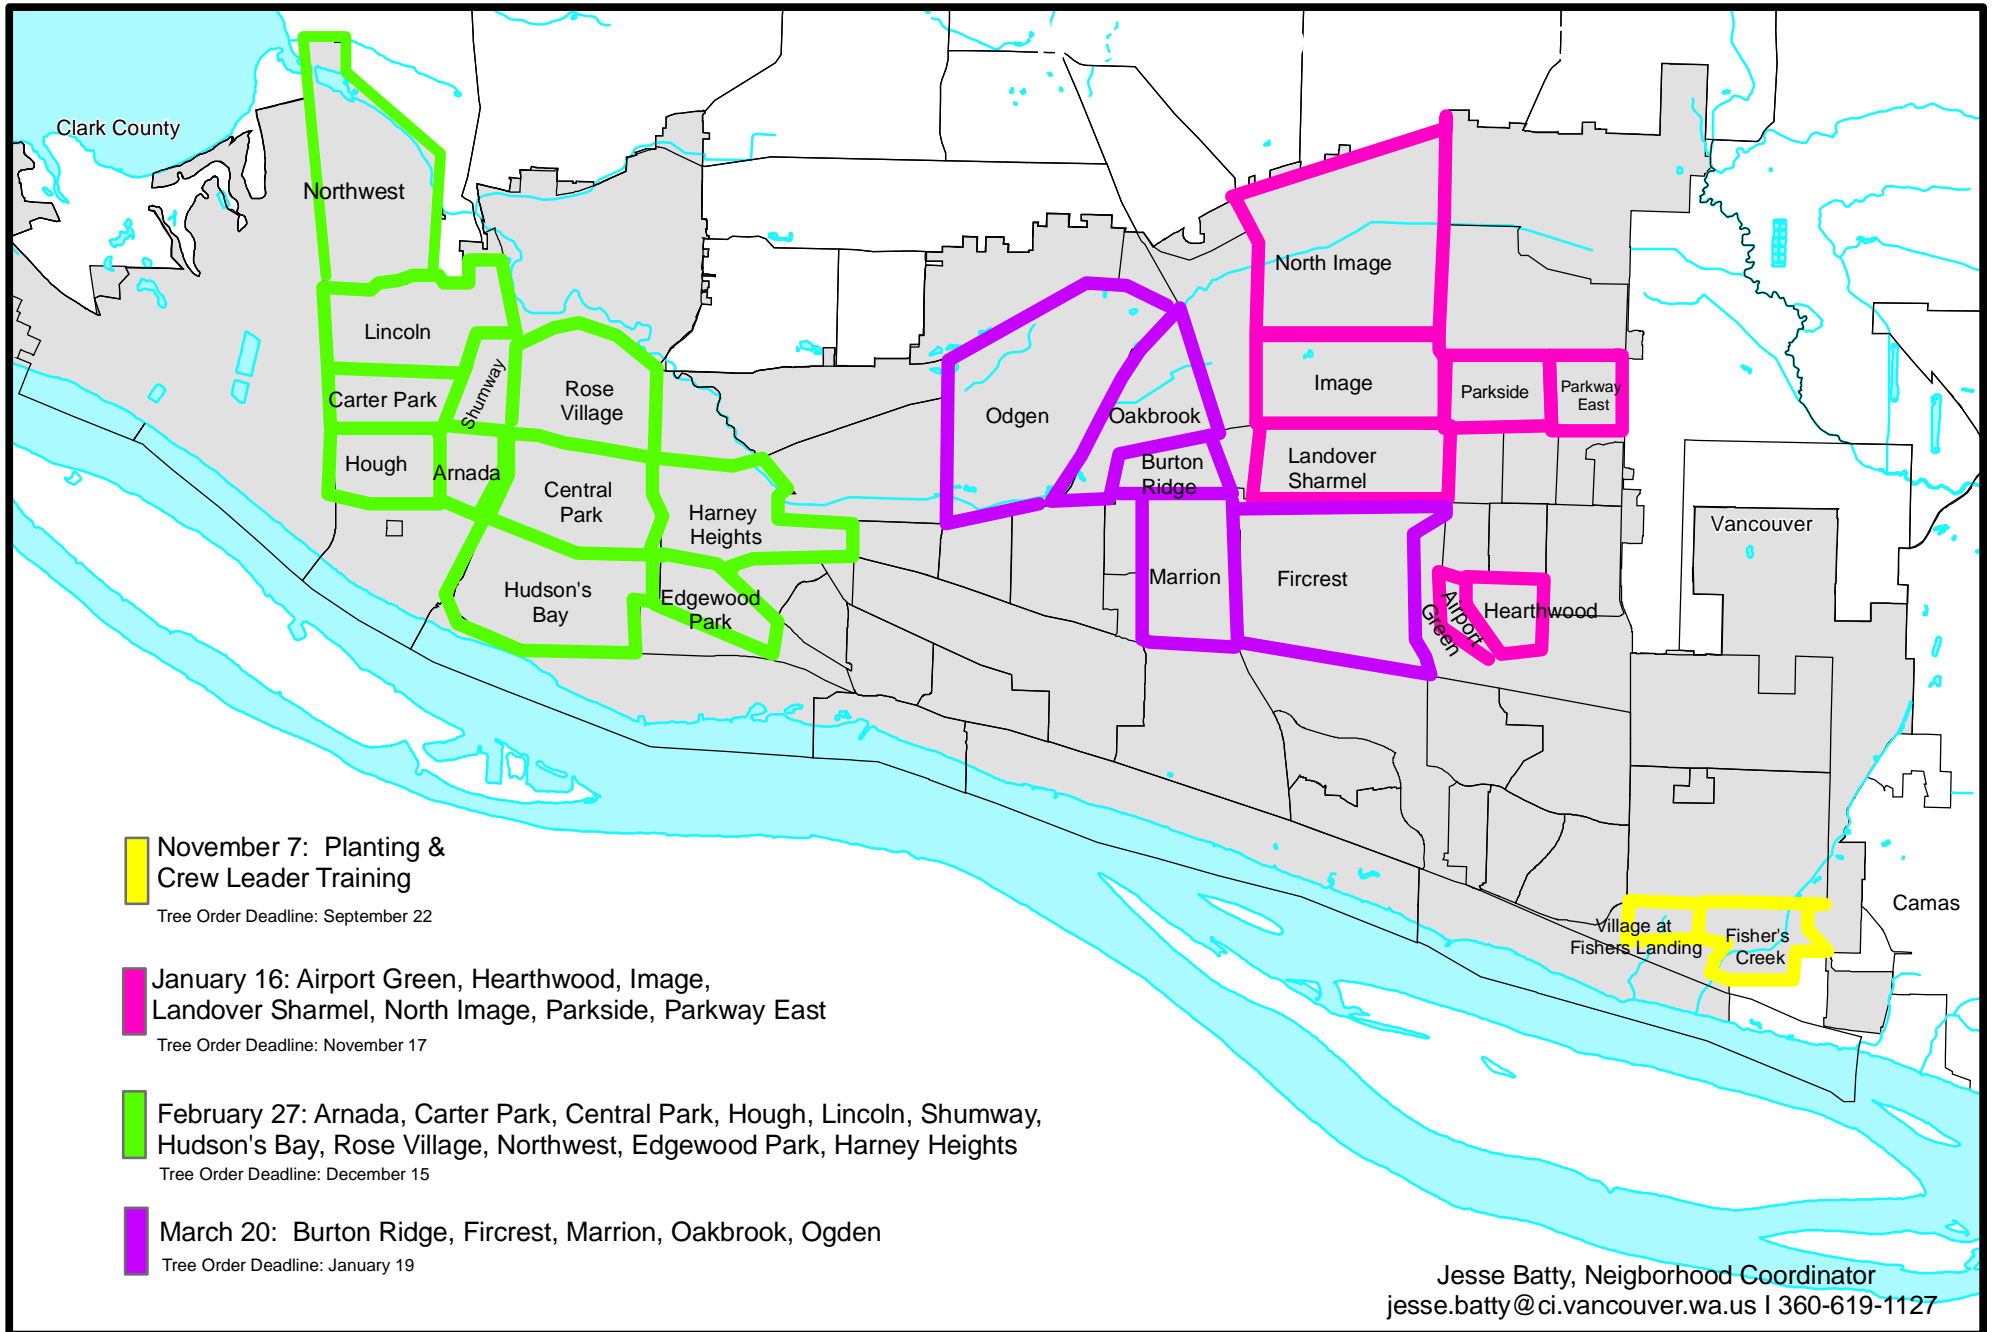 Clark County
Northwest
North Image
Lincoln
Shumway
Rose
Village
Carter Park
Image
Parkside
Parkway
East
Odgen
Oakbrook
Hough
Arnada
Burton
Ridge
Landover
Sharmel
Central
Park
Harney
Heights
Vancouver
Hudson's
Bay
Edgewood
Park
Marrion
Fircrest
Airport
Green
Hearthwood
Village at
Fishers Landing
Fisher's
Creek
Camas
November 7:  Planting &
Crew Leader Training
Tree Order Deadline: September 22
January 16: Airport Green, Hearthwood, Image,
Landover Sharmel, North Image, Parkside, Parkway East
Tree Order Deadline: November 17
February 27: Arnada, Carter Park, Central Park, Hough, Lincoln, Shumway,
Hudson's Bay, Rose Village, Northwest, Edgewood Park, Harney Heights
Tree Order Deadline: December 15
March 20:  Burton Ridge, Fircrest, Marrion, Oakbrook, Ogden
Tree Order Deadline: January 19
Jesse Batty, Neigborhood Coordinator
jesse.batty@ci.vancouver.wa.us I 360-619-1127